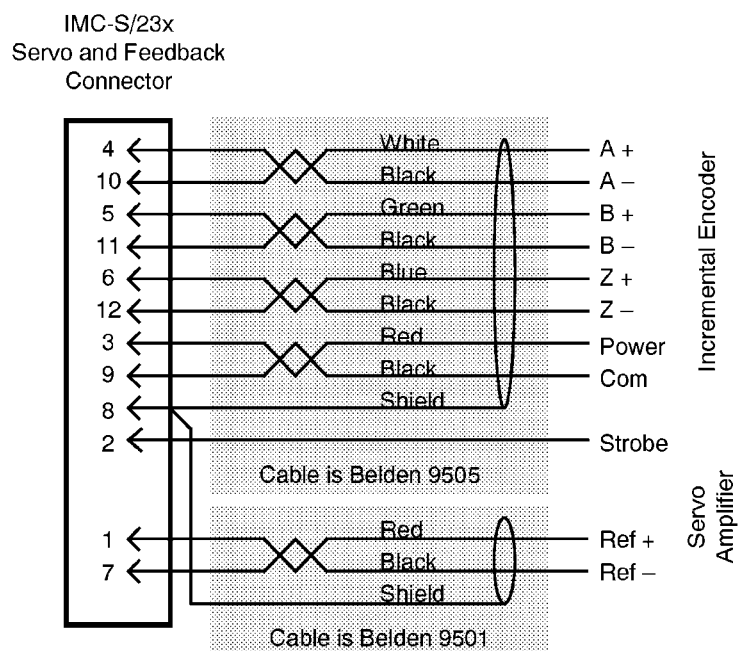 IMC-S/23x
Servo and Feedback
Connector
4 White A +
10 Black A –
5 Green B +
11 Black B –
6 Blue Z +
12 Black Z –
3 Red Power
9 Black Com
8 Shield
2 Strobe
Cable is Belden 9505
Incremental Encoder
1 Red Ref +
7 Black Ref –
Shield
Cable is Belden 9501
Servo
Amplifier